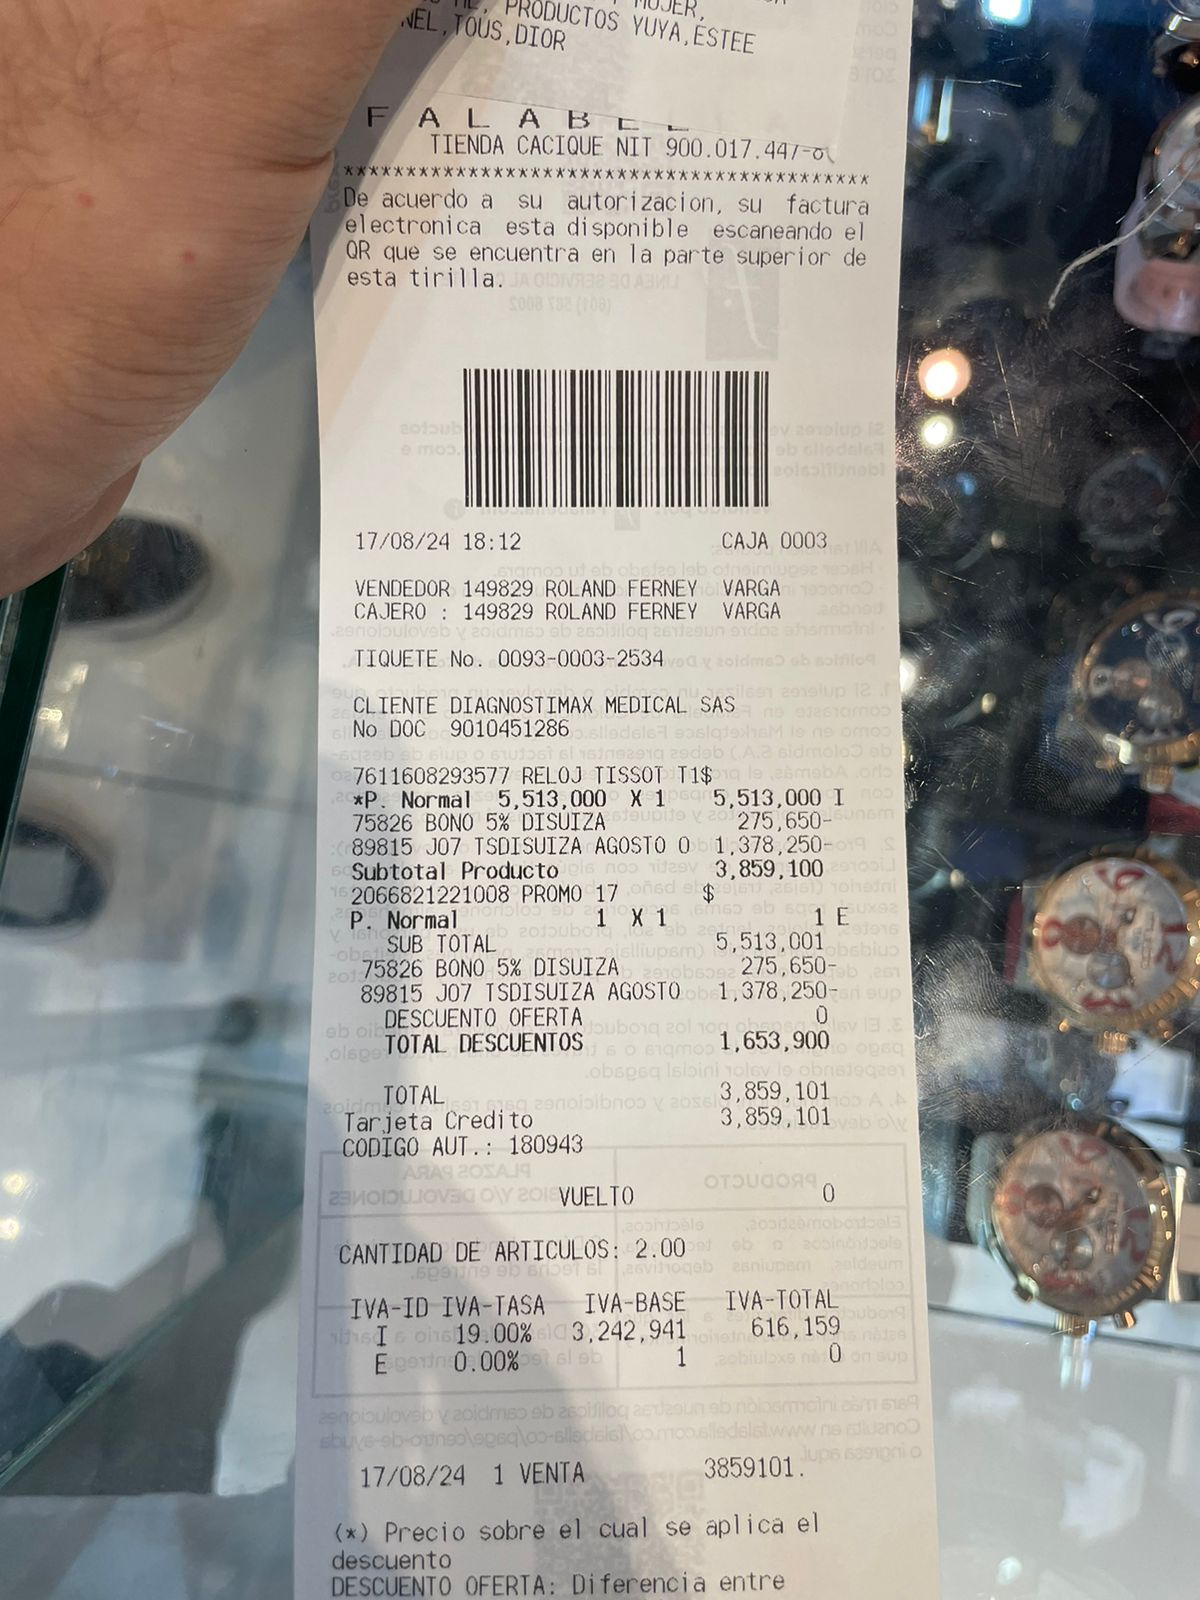 PRODUCTOS YUYA,ESTEE
NEL,TOUS,DIOR
FALABEL
TIENDA CACIQUE NIT 900.017.447-8
******************************************
De acuerdo a su autorizacion, su factura
electronica esta disponible escaneando el
QR que se encuentra en la parte superior de
esta tirilla.
17/08/24 18:12 CAJA 0003
VENDEDOR 149829 ROLAND FERNEY VARGA
CAJERO : 149829 ROLAND FERNEY VARGA
TIQUETE No. 0093-0003-2534
CLIENTE DIAGNOSTIMAX MEDICAL SAS
No DOC 9010451286
7611608293577 RELOJ TISSOT T1$
*P. Normal 5,513,000 X 1 5,513,000 I
75826 BONO 5% DISUIZA 275,650-
89815 J07 TSDISUIZA AGOSTO O 1,378,250-
Subtotal Producto 3,859,100
2066821221008 PROMO 17 $
P. Normal 1 X 1 1 E
SUB TOTAL 5,513,001
75826 BONO 5% DISUIZA 275,650-
89815 J07 TSDISUIZA AGOSTO 1,378,250-
DESCUENTO OFERTA 0
TOTAL DESCUENTOS 1,653,900
TOTAL 3,859,101
Tarjeta Credito 3,859,101
CODIGO AUT.: 180943
VUELTO 0
CANTIDAD DE ARTICULOS: 2.00
IVA-ID IVA-TASA IVA-BASE IVA-TOTAL
I 19.00% 3,242,941 616,159
E 0.00% 1 0
17/08/24 1 VENTA 3859101.
(*) Precio sobre el cual se aplica el
descuento
DESCUENTO OFERTA: Diferencia entre